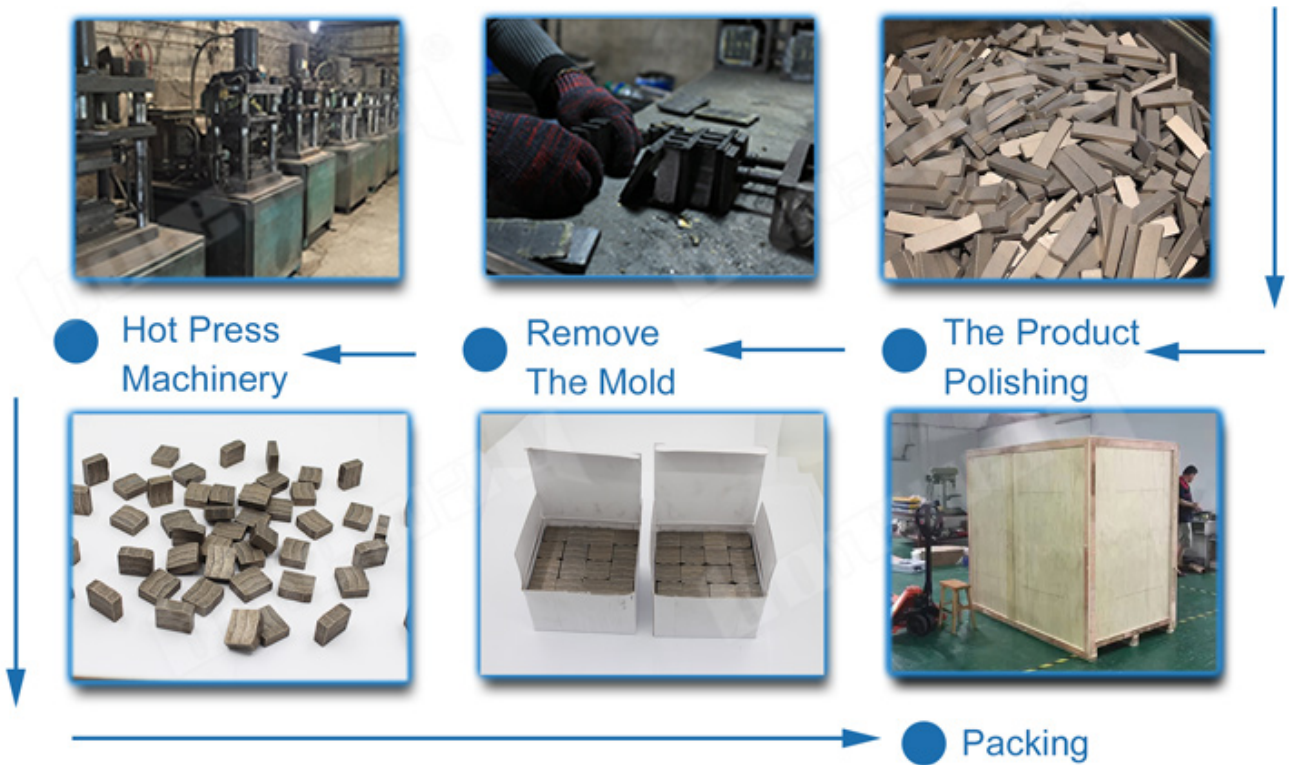 Hot Press
Machinery
Remove
The Mold
The Product
Polishing
Packing